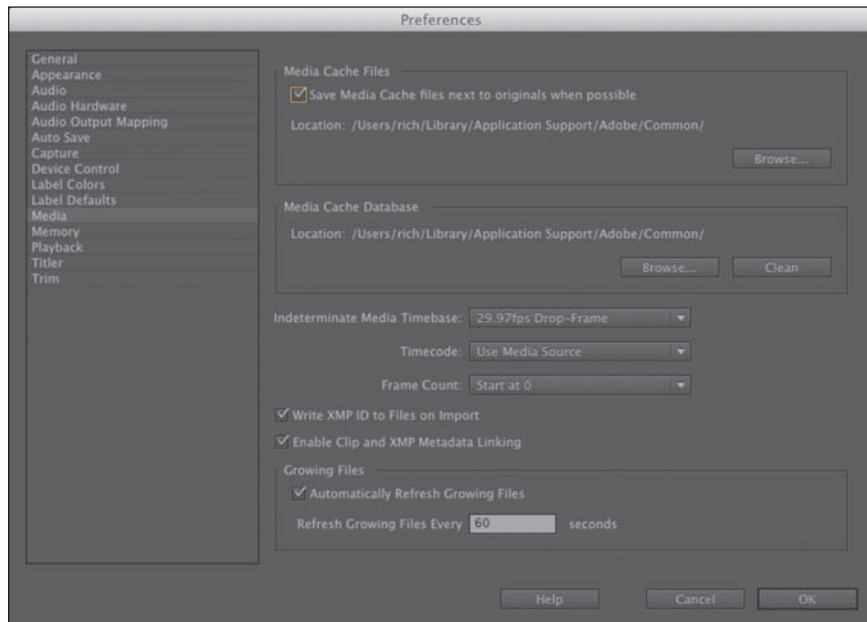 Preferences
General
Appearance
Audio
Audio Hardware
Audio Output Mapping
Auto Save
Capture
Device Control
Label Colors
Label Defaults
Media
Memory
Playback
Titler
Trim
Media Cache Files
Save Media Cache files next to originals when possible
Location: /Users/rich/Library/Application Support/Adobe/Common/
Browse...
Media Cache Database
Location: /Users/rich/Library/Application Support/Adobe/Common/
Browse... Clean
Indeterminate Media Timebase: 29.97fps Drop-Frame
Timecode: Use Media Source
Frame Count: Start at 0
Write XMP ID to Files on Import
Enable Clip and XMP Metadata Linking
Growing Files
Automatically Refresh Growing Files
Refresh Growing Files Every 60 seconds
Help Cancel OK